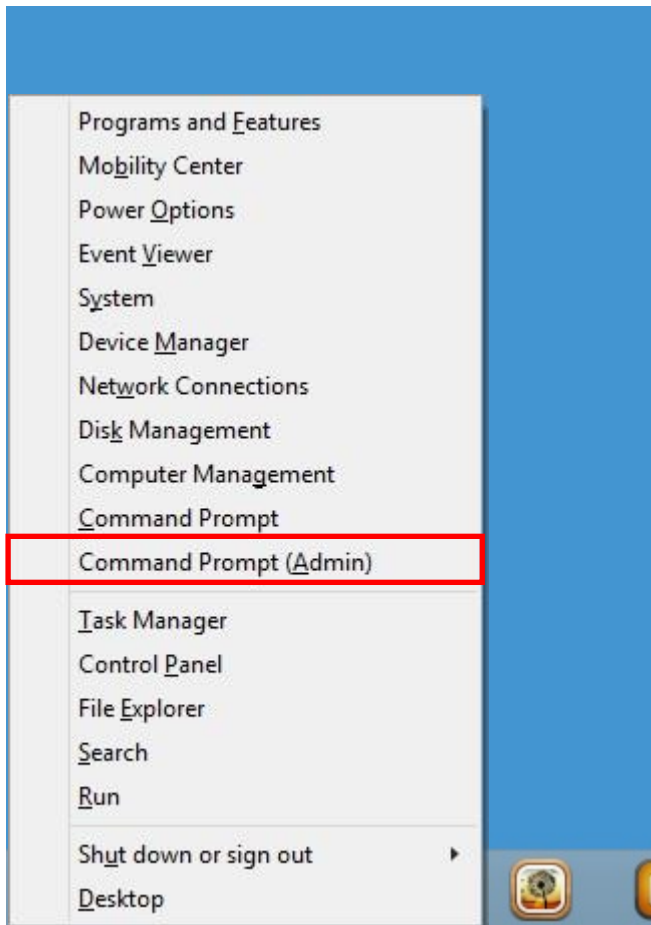 Programs and Features
Mobility Center
Power Options
Event Viewer
System
Device Manager
Network Connections
Disk Management
Computer Management
Command Prompt
Command Prompt (Admin)
Task Manager
Control Panel
File Explorer
Search
Run
Shut down or sign out
Desktop